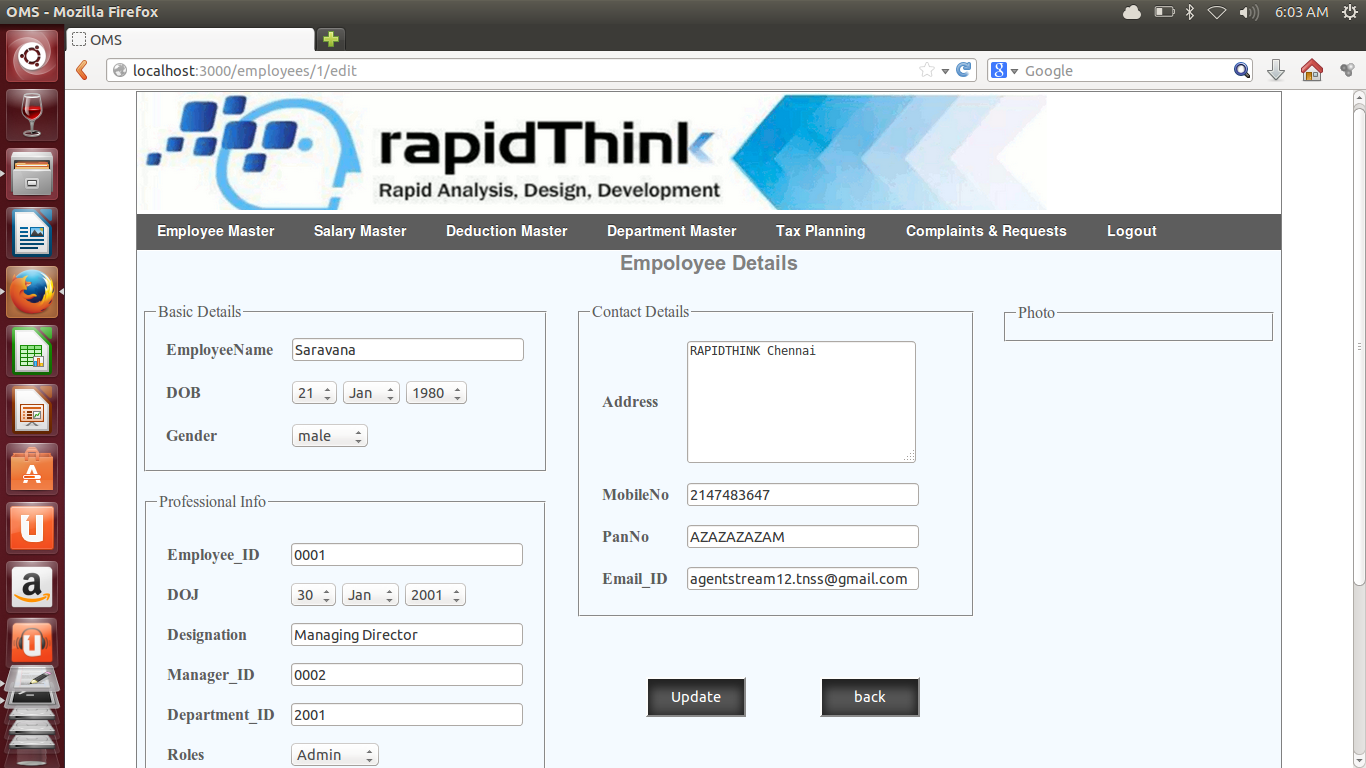 OMS - Mozilla Firefox
6:03 AM
OMS
localhost:3000/employees/1/edit
Google
rapidThink
Rapid Analysis, Design, Development
Employee Master Salary Master Deduction Master Department Master Tax Planning Complaints & Requests Logout
Empoloyee Details
Basic Details
EmployeeName Saravana
DOB 21 Jan 1980
Gender male
Professional Info
Employee_ID 0001
DOJ 30 Jan 2001
Designation Managing Director
Manager_ID 0002
Department_ID 2001
Roles Admin
Contact Details
Address RAPIDTHINK Chennai
MobileNo 2147483647
PanNo AZAZAZAZAM
Email_ID agentstream12.tnss@gmail.com
Update back
Photo